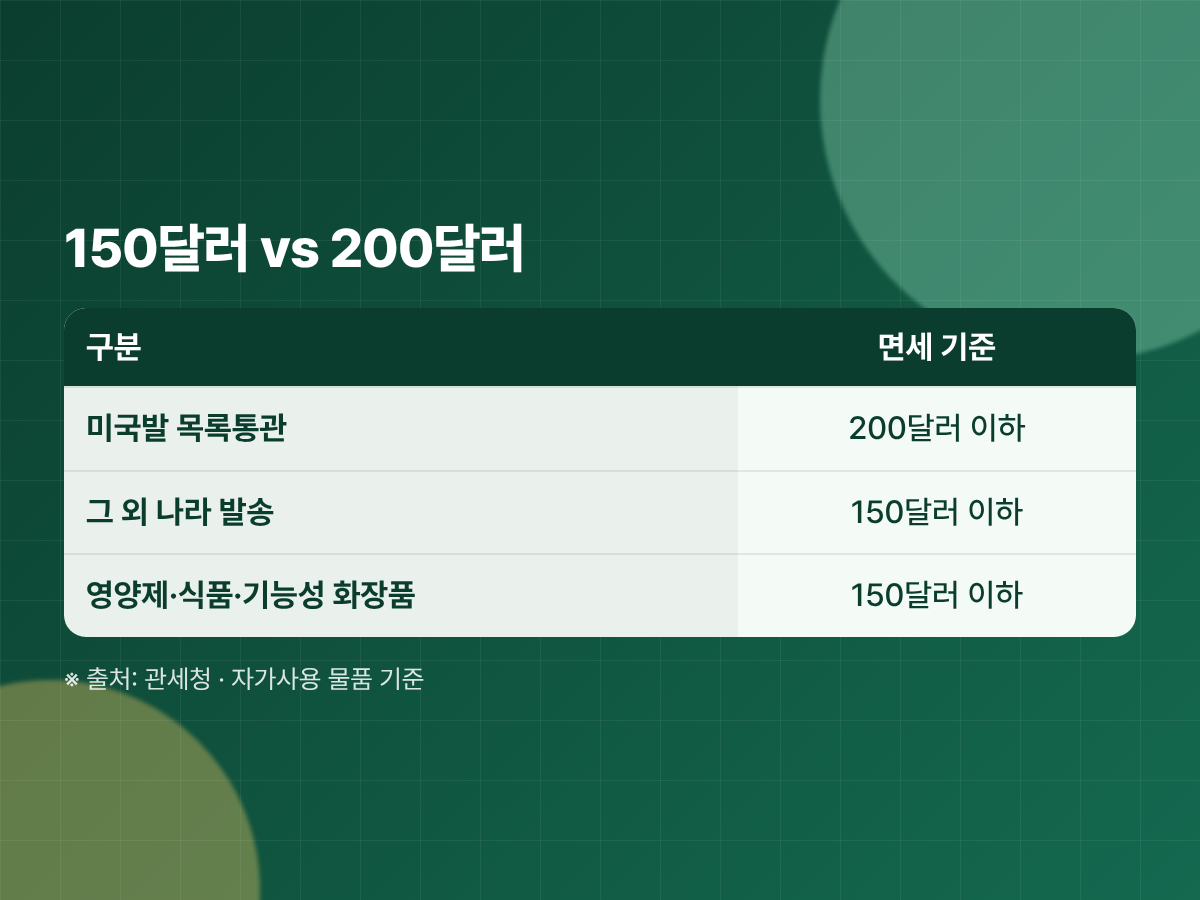 150달러 vs 200달러
구분 면세 기준
미국발 목록통관 200달러 이하
그 외 나라 발송 150달러 이하
영양제·식품·기능성 화장품 150달러 이하
※ 출처: 관세청 · 자가사용 물품 기준